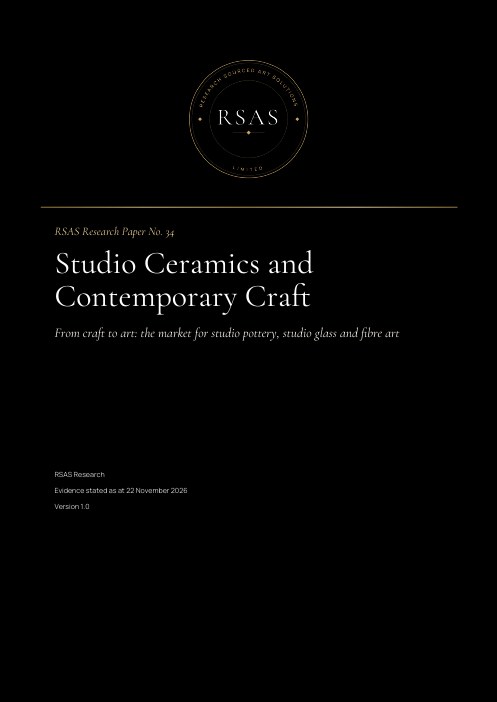 RESEARCH SOURCED ART SOLUTIONS
RSAS
LIMITED
RSAS Research Paper No. 34
Studio Ceramics and
Contemporary Craft
From craft to art: the market for studio pottery, studio glass and fibre art
RSAS Research
Evidence stated as at 22 November 2026
Version 1.0